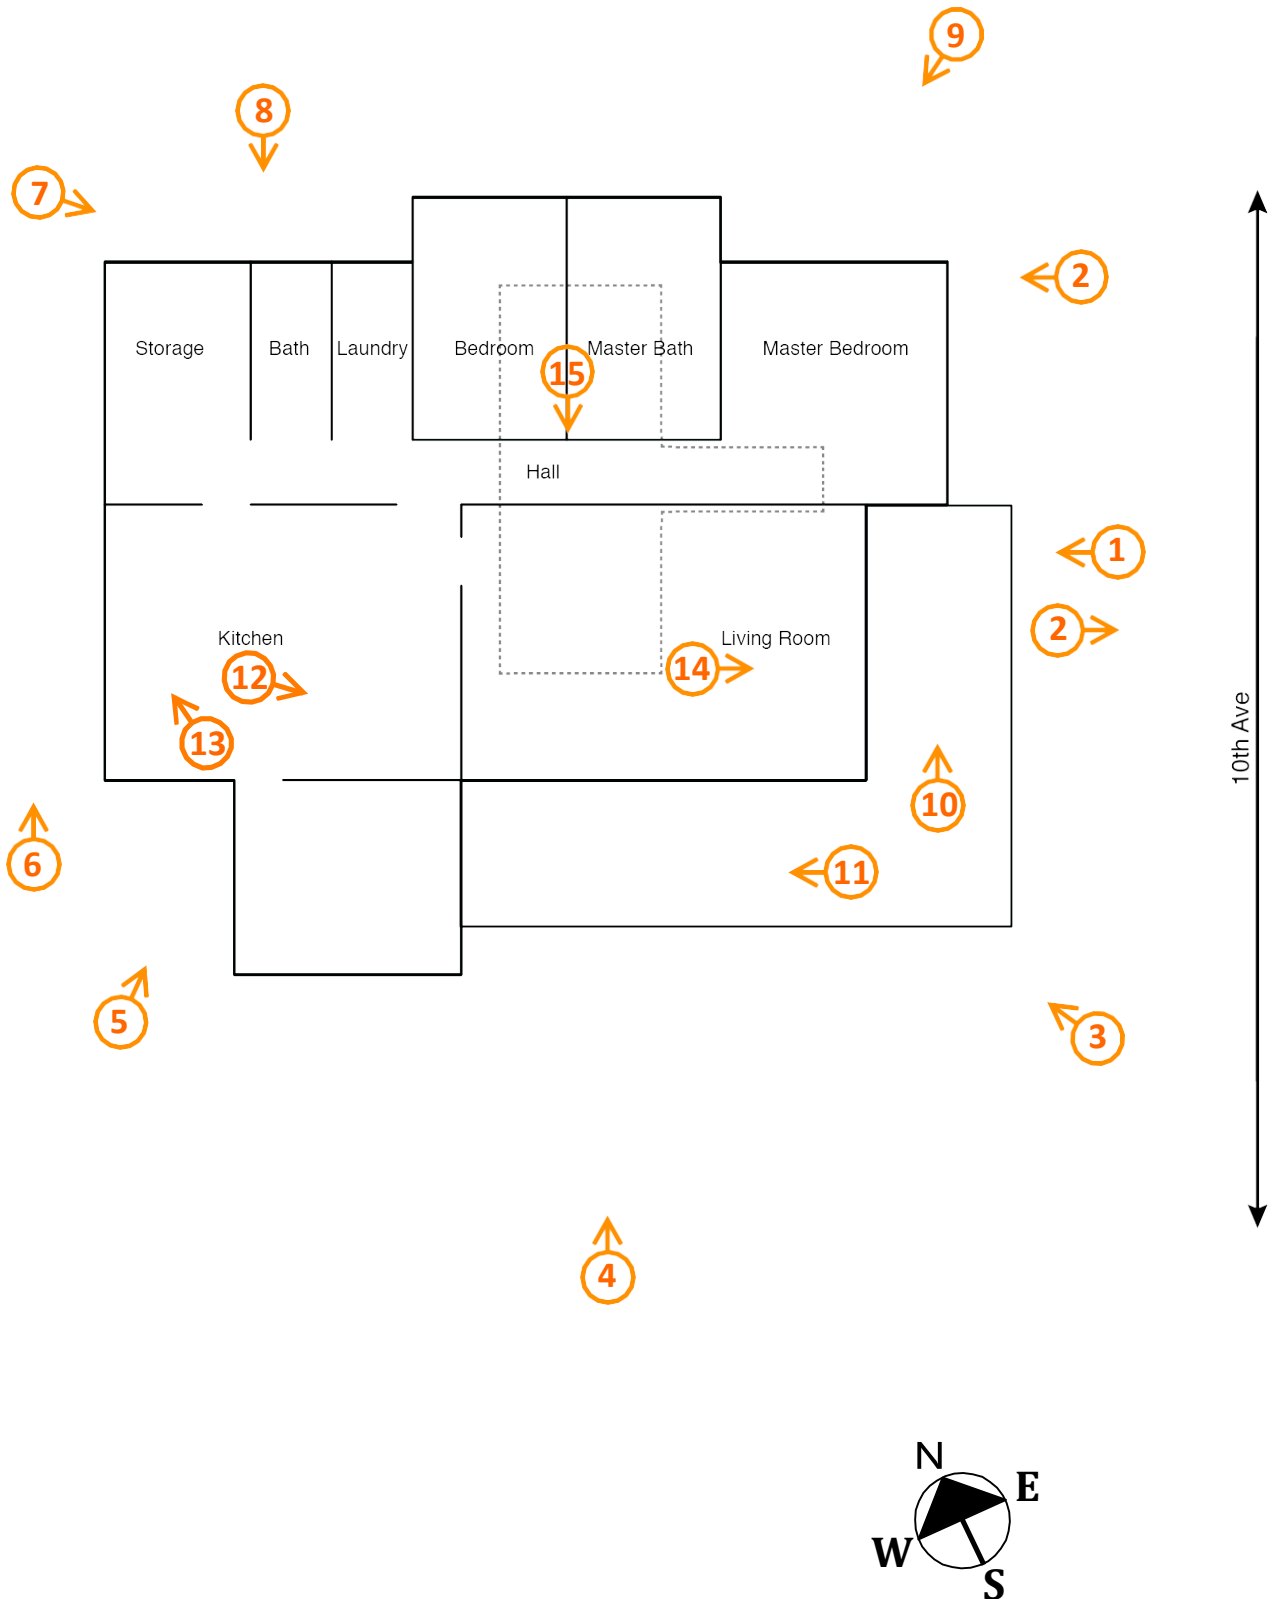 9
8
7
2
Storage
Bath
Laundry
Bedroom
Master Bath
Master Bedroom
15
Hall
1
2
Kitchen
Living Room
12
14
13
10th Ave
10
6
11
5
3
4
N
E
W
S